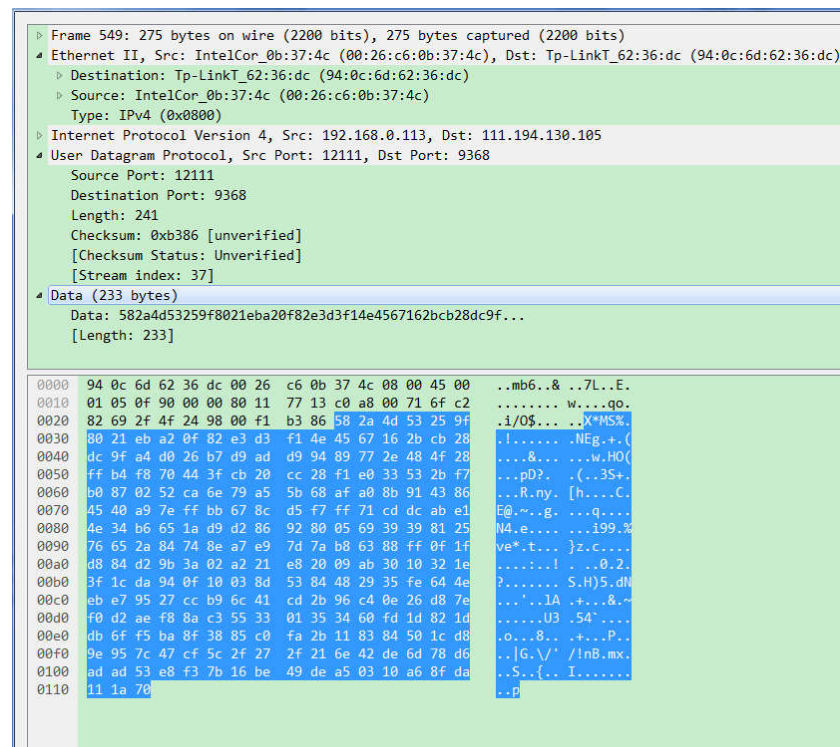 Frame 549: 275 bytes on wire (2200 bits), 275 bytes captured (2200 bits)
Ethernet II, Src: IntelCor_0b:37:4c (00:26:c6:0b:37:4c), Dst: Tp-LinkT_62:36:dc (94:0c:6d:62:36:dc)
Destination: Tp-LinkT_62:36:dc (94:0c:6d:62:36:dc)
Source: IntelCor_0b:37:4c (00:26:c6:0b:37:4c)
Type: IPv4 (0x0800)
Internet Protocol Version 4, Src: 192.168.0.113, Dst: 111.194.130.105
User Datagram Protocol, Src Port: 12111, Dst Port: 9368
Source Port: 12111
Destination Port: 9368
Length: 241
Checksum: 0xb386 [unverified]
[Checksum Status: Unverified]
[Stream index: 37]
Data (233 bytes)
Data: 582a4d53259f8021eba20f82e3d3f14e4567162bcb28dc9f...
[Length: 233]
0000 94 0c 6d 62 36 dc 00 26 c6 0b 37 4c 08 00 45 00 ..mb6..& ..7L..E.
0010 01 05 0f 90 00 00 80 11 77 13 c0 a8 00 71 6f c2 ........ w....qo.
0020 82 69 2f 4f 24 98 00 f1 b3 86 58 2a 4d 53 25 9f .i/O$... ..X*MS%.
0030 80 21 eb a2 0f 82 e3 d3 f1 4e 45 67 16 2b cb 28 .!...... .NEg.+.(
0040 dc 9f a4 d0 26 b7 d9 ad d9 94 89 77 2e 48 4f 28 ....&... ...w.HO(
0050 ff b4 f8 70 44 3f cb 20 cc 28 f1 e0 33 53 2b f7 ...pD?. .(..3S+.
0060 b0 87 02 52 ca 6e 79 a5 5b 68 af a0 8b 91 43 86 ...R.ny. [h....C.
0070 45 40 a9 7e ff bb 67 8c d5 f7 ff 71 cd dc ab e1 E@.~..g. ...q....
0080 4e 34 b6 65 1a d9 d2 86 92 80 05 69 39 39 81 25 N4.e.... ...i99.%
0090 76 65 2a 84 74 8e a7 e9 7d 7a b8 63 88 ff 0f 1f ve*.t... }z.c....
00a0 d8 84 d2 9b 3a 02 a2 21 e8 20 09 ab 30 10 32 1e ....:..! . ..0.2.
00b0 3f 1c da 94 0f 10 03 8d 53 84 48 29 35 fe 64 4e ?....... S.H)5.dN
00c0 eb e7 95 27 cc b9 6c 41 cd 2b 96 c4 0e 26 d8 7e ...'..lA .+...&.~
00d0 f0 d2 ae f8 8a c3 55 33 01 35 34 60 fd 1d 82 1d ......U3 .54`....
00e0 db 6f f5 ba 8f 38 85 c0 fa 2b 11 83 84 50 1c d8 .o...8.. .+...P..
00f0 9e 95 7c 47 cf 5c 2f 27 2f 21 6e 42 de 6d 78 d6 ..|G.\/' /!nB.mx.
0100 ad ad 53 e8 f3 7b 16 be 49 de a5 03 10 a6 8f da ..S..{.. I.......
0110 11 1a 70 ..p